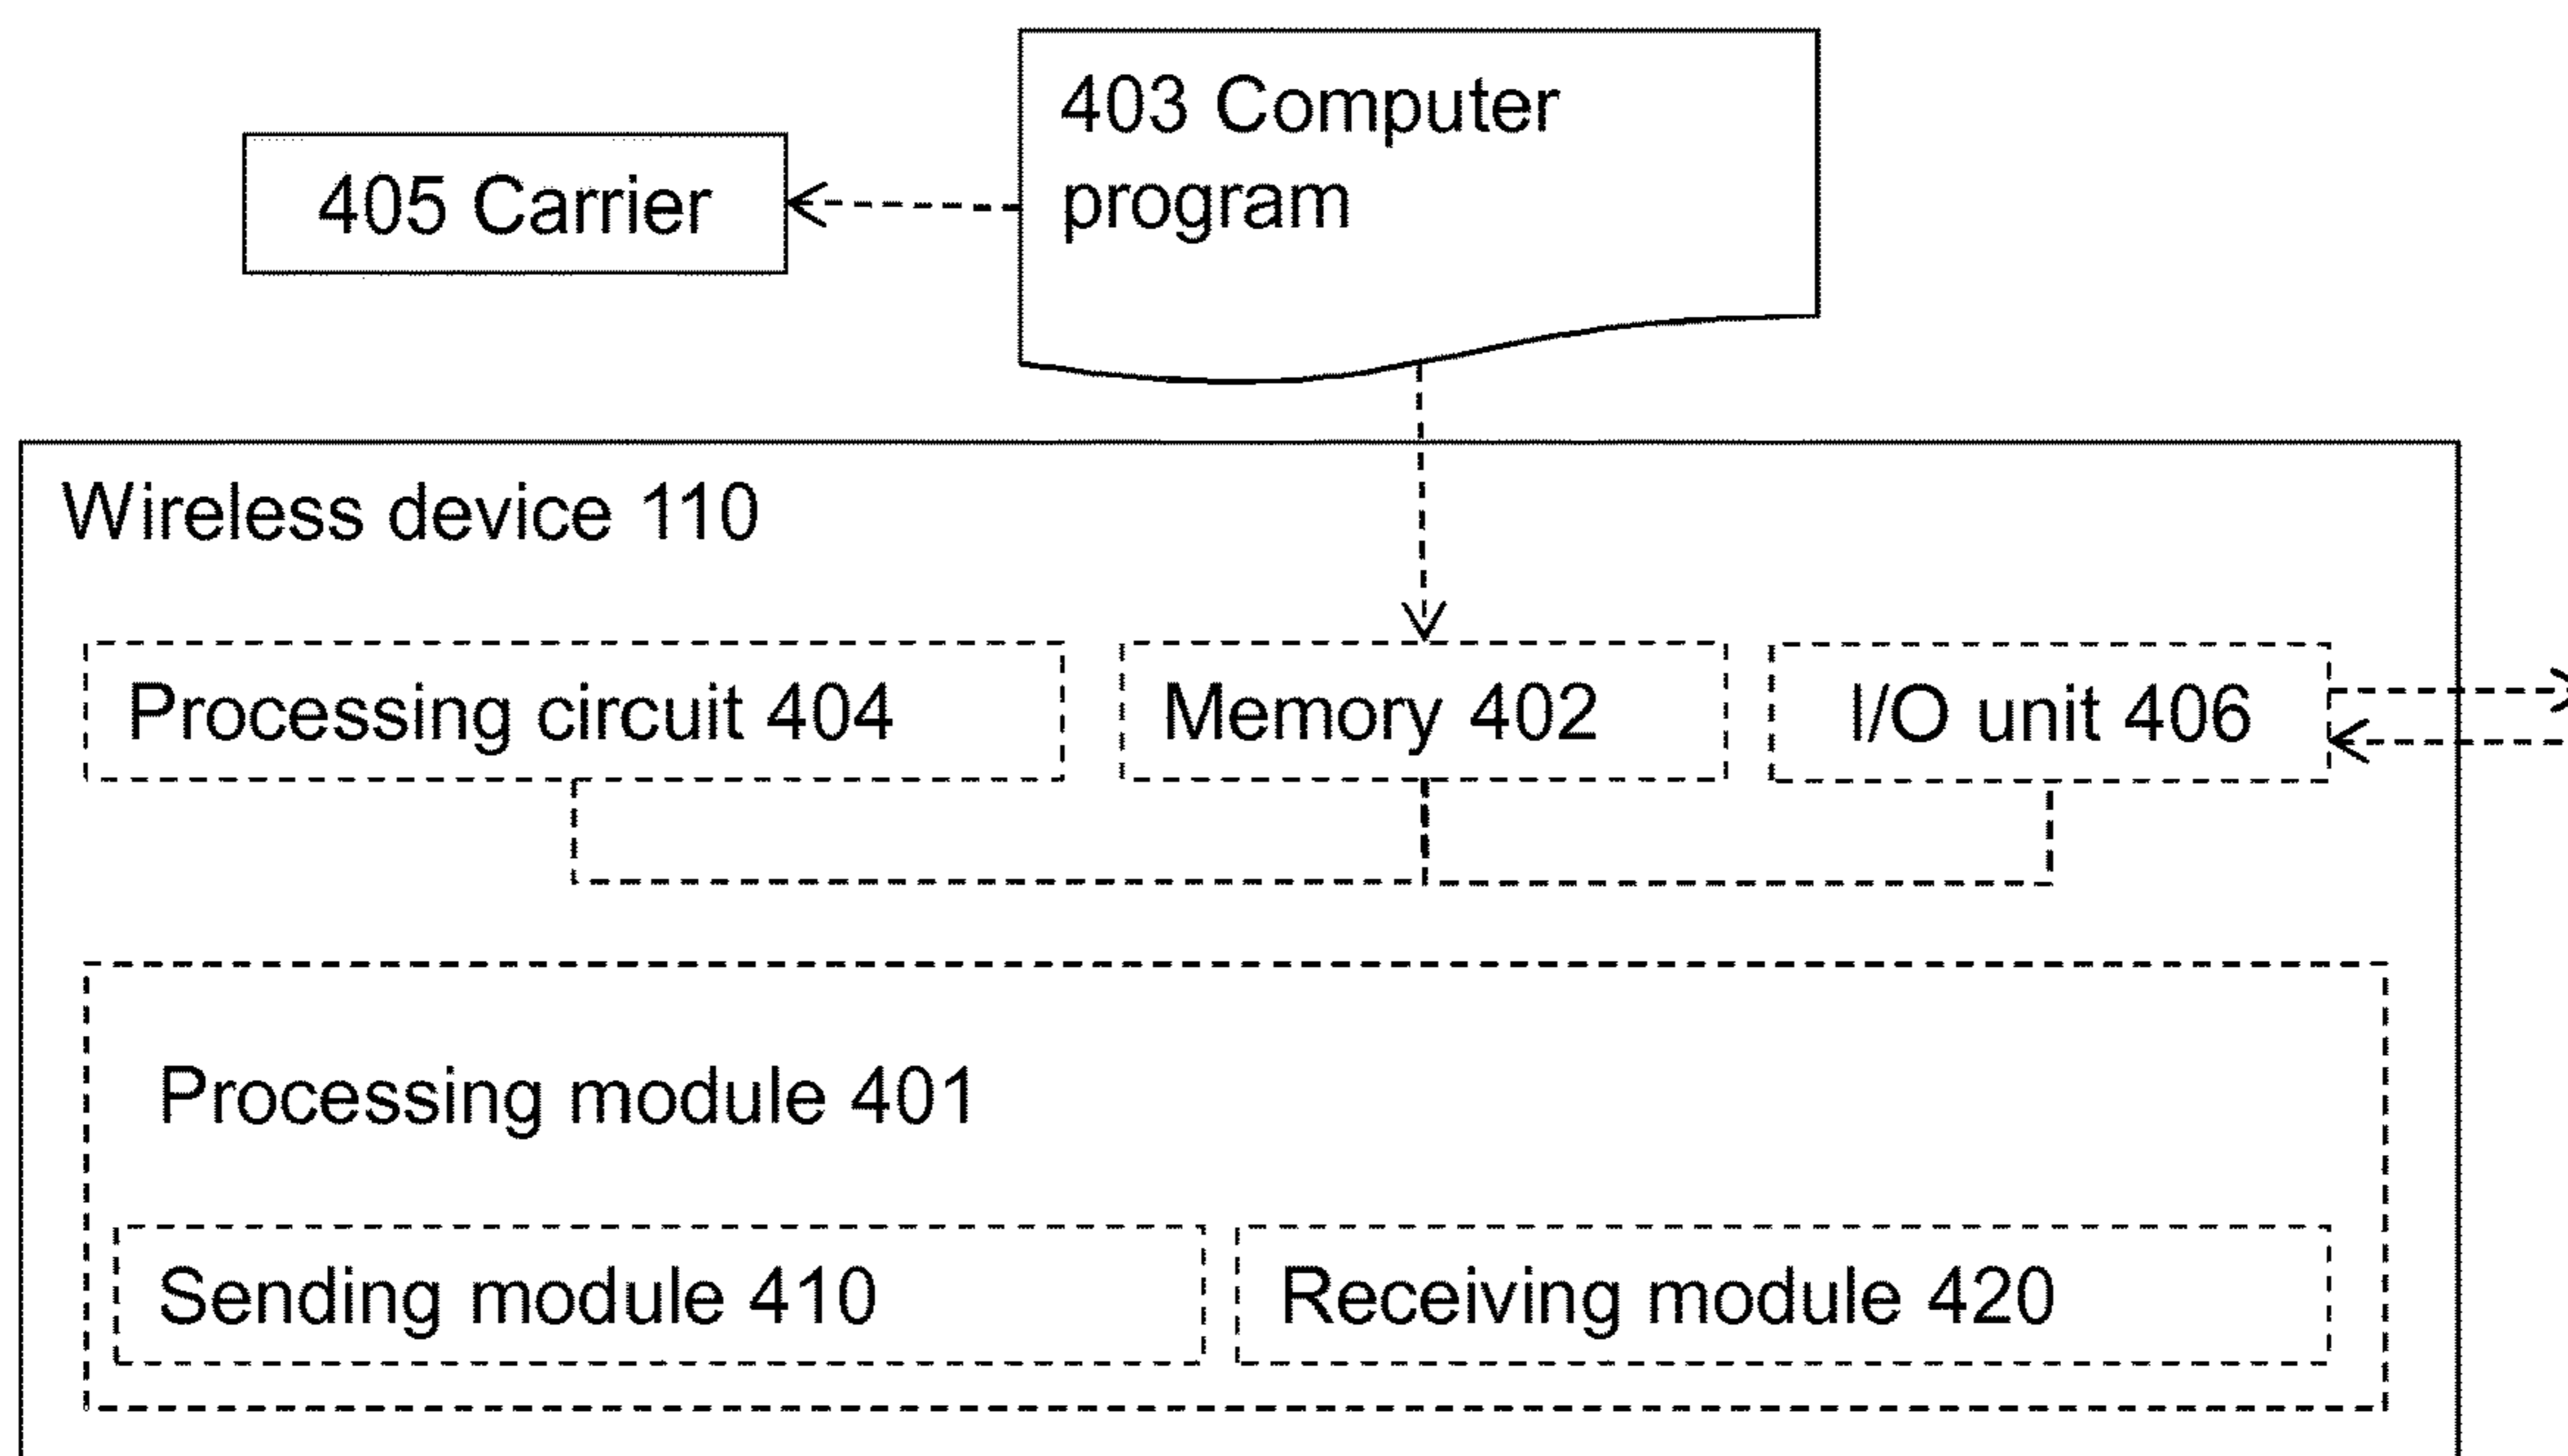 403 Computer
program
405 Carrier
Wireless device 110
Processing circuit 404
Memory 402
I/O unit 406
Processing module 401
Sending module 410
Receiving module 420